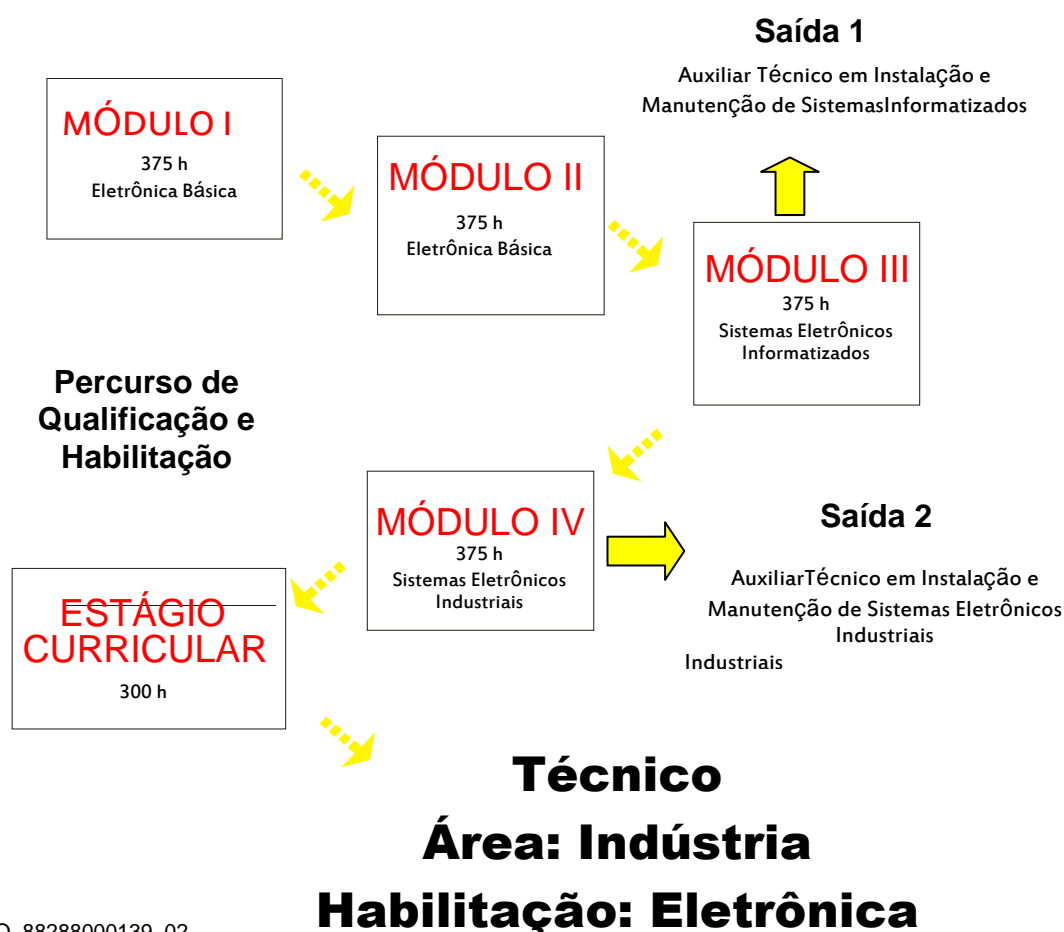 Saída 1
Auxiliar Técnico em Instalação e
Manutenção de SistemasInformatizados
MÓDULO I
375 h
Eletrônica Básica
MÓDULO II
375 h
Eletrônica Básica
MÓDULO III
375 h
Sistemas Eletrônicos
Informatizados
Percurso de
Qualificação e
Habilitação
MÓDULO IV
375 h
Sistemas Eletrônicos
Industriais
Saída 2
AuxiliarTécnico em Instalação e
Manutenção de Sistemas Eletrônicos
Industriais
Industriais
ESTÁGIO
CURRICULAR
300 h
Técnico
Área: Indústria
Habilitação: Eletrônica